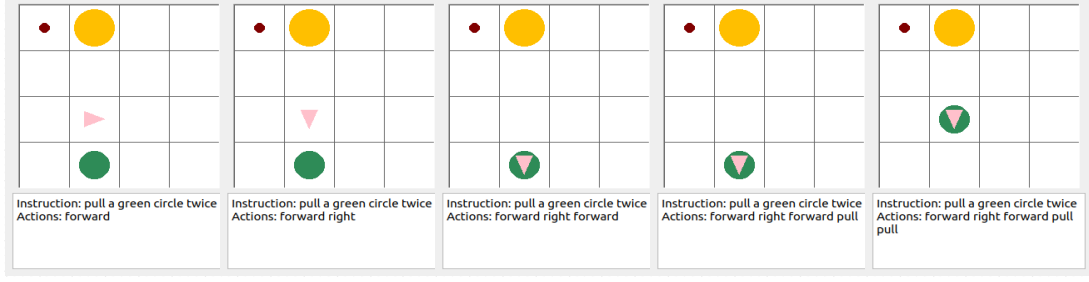 Instruction: pull a green circle twice
Actions: forward
Instruction: pull a green circle twice
Actions: forward right
Instruction: pull a green circle twice
Actions: forward right forward
Instruction: pull a green circle twice
Actions: forward right forward pull
Instruction: pull a green circle twice
Actions: forward right forward pull
pull